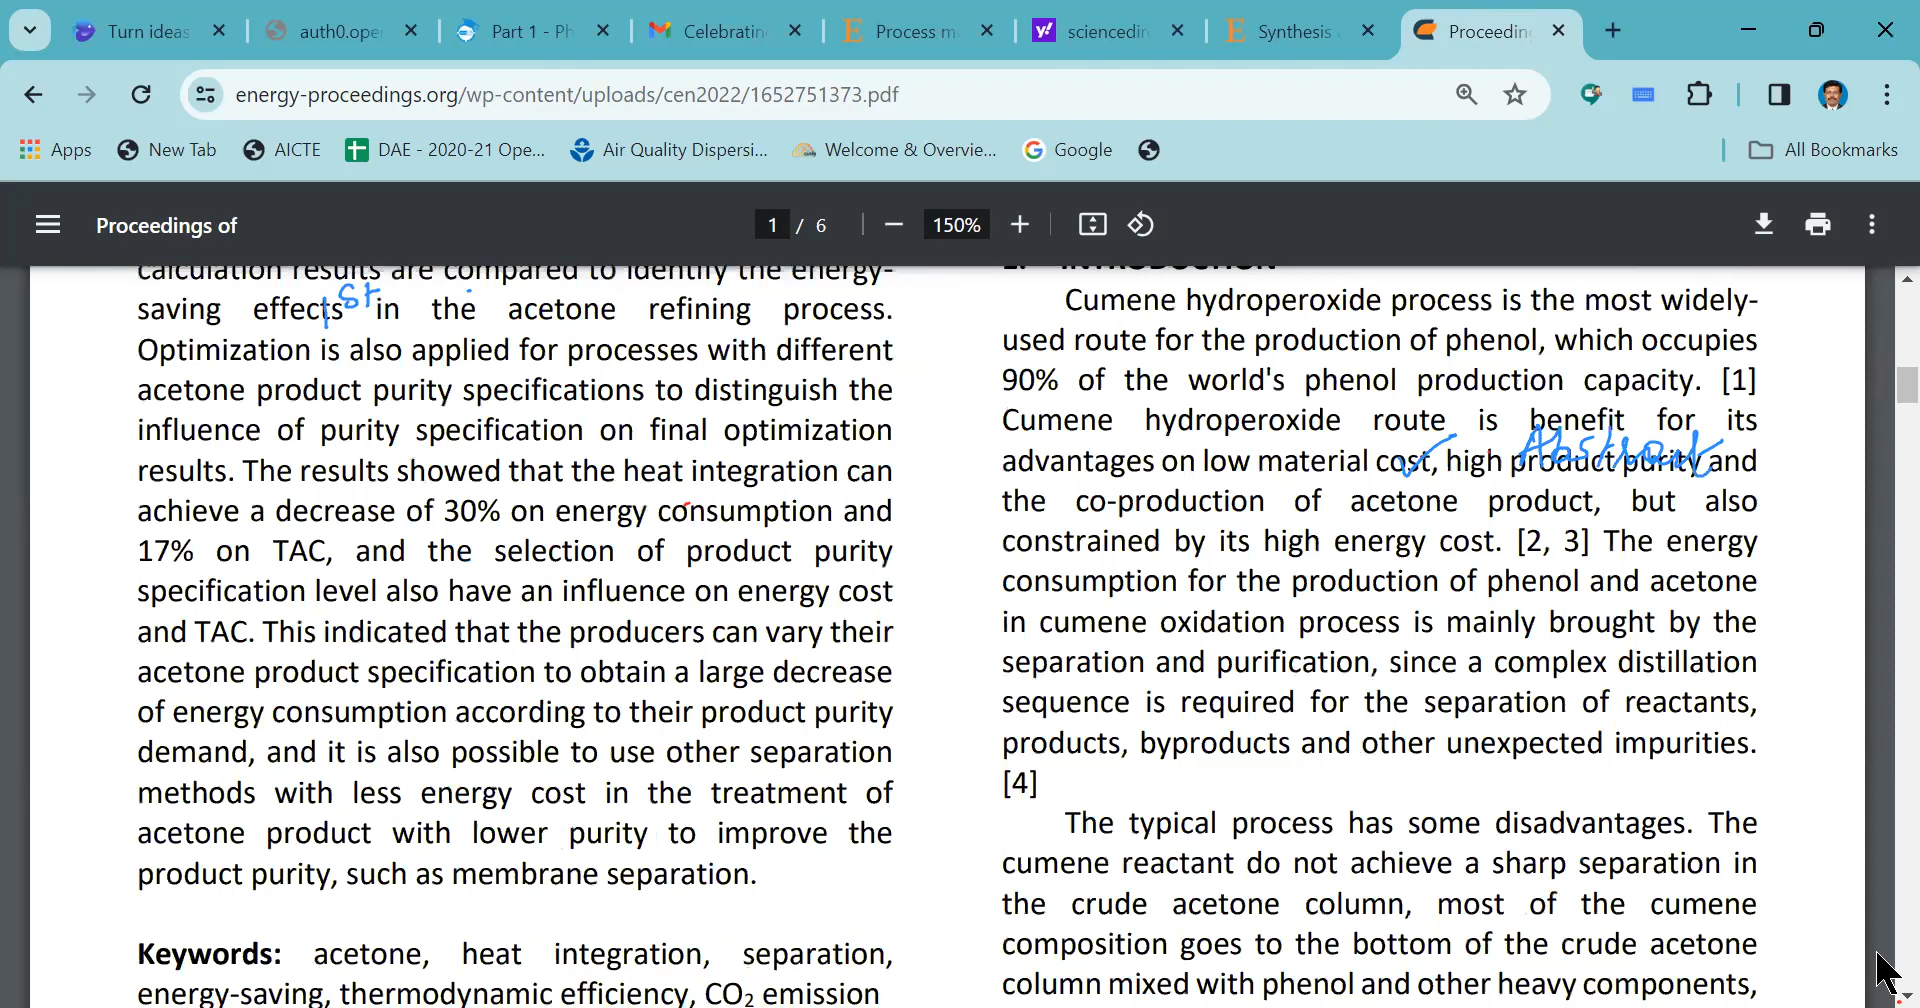 Turn ideas
auth0.ope
Part 1 - Ph
Celebratin
Process m
sciencedir
Synthesis
Proceedin
energy-proceedings.org/wp-content/uploads/cen2022/1652751373.pdf
Apps
New Tab
AICTE
DAE - 2020-21 Ope...
Air Quality Dispersi...
Welcome & Overvie...
Google
All Bookmarks
Proceedings of
1 / 6
150%
calculation results are compared to identify the energy-
saving effects in the acetone refining process.
1st
Optimization is also applied for processes with different
acetone product purity specifications to distinguish the
influence of purity specification on final optimization
results. The results showed that the heat integration can
achieve a decrease of 30% on energy consumption and
17% on TAC, and the selection of product purity
specification level also have an influence on energy cost
and TAC. This indicated that the producers can vary their
acetone product specification to obtain a large decrease
of energy consumption according to their product purity
demand, and it is also possible to use other separation
methods with less energy cost in the treatment of
acetone product with lower purity to improve the
product purity, such as membrane separation.
Keywords: acetone, heat integration, separation,
energy-saving, thermodynamic efficiency, CO₂ emission
1. INTRODUCTION
Cumene hydroperoxide process is the most widely-
used route for the production of phenol, which occupies
90% of the world's phenol production capacity. [1]
Cumene hydroperoxide route is benefit for its
Abstract
advantages on low material cost, high product purity and
the co-production of acetone product, but also
constrained by its high energy cost. [2, 3] The energy
consumption for the production of phenol and acetone
in cumene oxidation process is mainly brought by the
separation and purification, since a complex distillation
sequence is required for the separation of reactants,
products, byproducts and other unexpected impurities.
[4]
The typical process has some disadvantages. The
cumene reactant do not achieve a sharp separation in
the crude acetone column, most of the cumene
composition goes to the bottom of the crude acetone
column mixed with phenol and other heavy components,